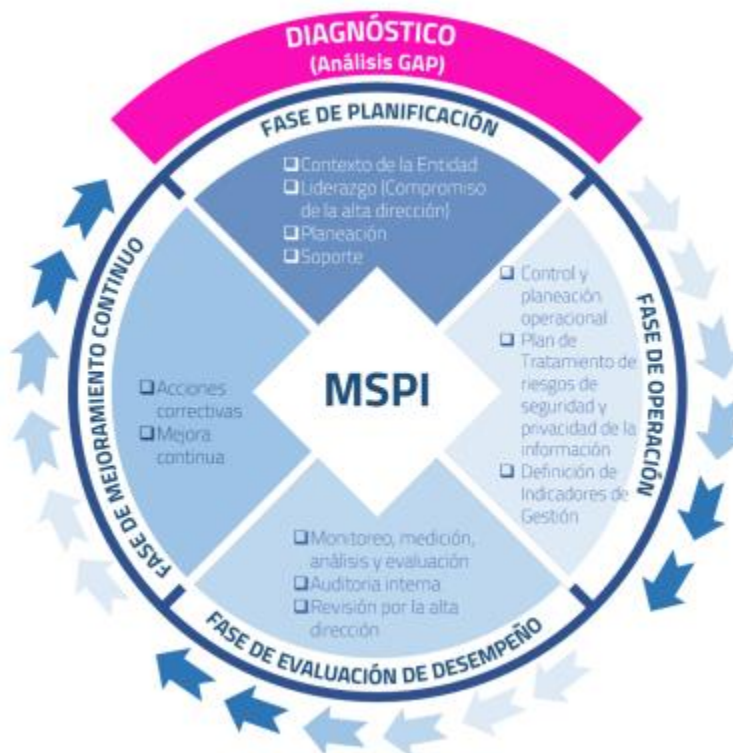 DIAGNÓSTICO
(Análisis GAP)
FASE DE PLANIFICACIÓN
❑Contexto de la Entidad
❑Liderazgo (Compromiso
de la alta dirección)
❑Planeación
❑Soporte
FASE DE OPERACIÓN
❑ Control y
planeación
operacional
❑ Plan de
Tratamiento de
riesgos de
seguridad y
privacidad de la
información
❑ Definición de
Indicadores de
Gestión
MSPI
FASE DE EVALUACIÓN DE DESEMPEÑO
❑Monitoreo, medición,
análisis y evaluación
❑Auditoria interna
❑Revisión por la alta
dirección
FASE DE MEJORAMIENTO CONTINUO
❑Acciones
correctivas
❑Mejora
continua